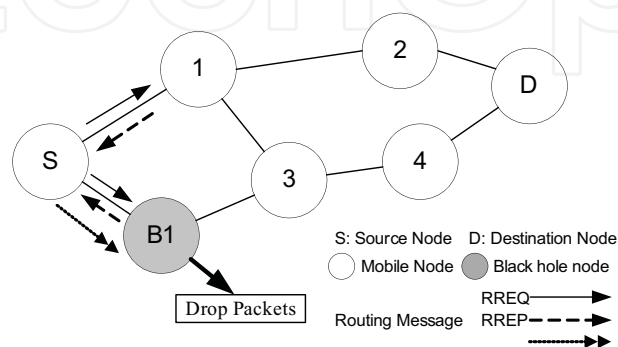 1
2
D
S
3
4
B1
S: Source Node D: Destination Node
Mobile Node Black hole node
Drop Packets
RREQ
Routing Message RREP